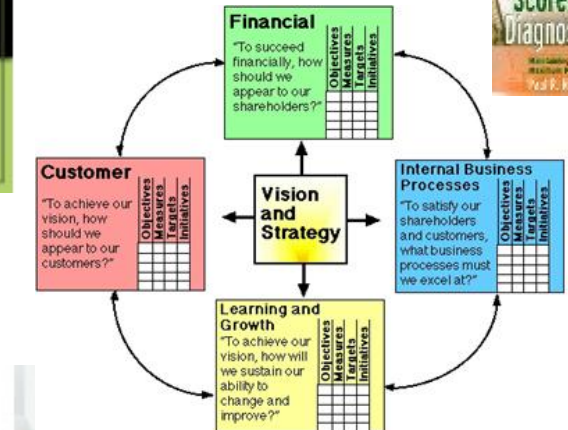 Financial
"To succeed
financially, how
should we
appear to our
shareholders?"
Objectives
Measures
Targets
Initiatives
Score
Diagnos
Customer
"To achieve our
vision, how
should we
appear to our
customers?"
Objectives
Measures
Targets
Initiatives
Vision
and
Strategy
Internal Business
Processes
"To satisfy our
shareholders
and customers,
what business
processes must
we excel at?"
Objectives
Measures
Targets
Initiatives
Learning and
Growth
"To achieve our
vision, how will
we sustain our
ability to
change and
improve?"
Objectives
Measures
Targets
Initiatives